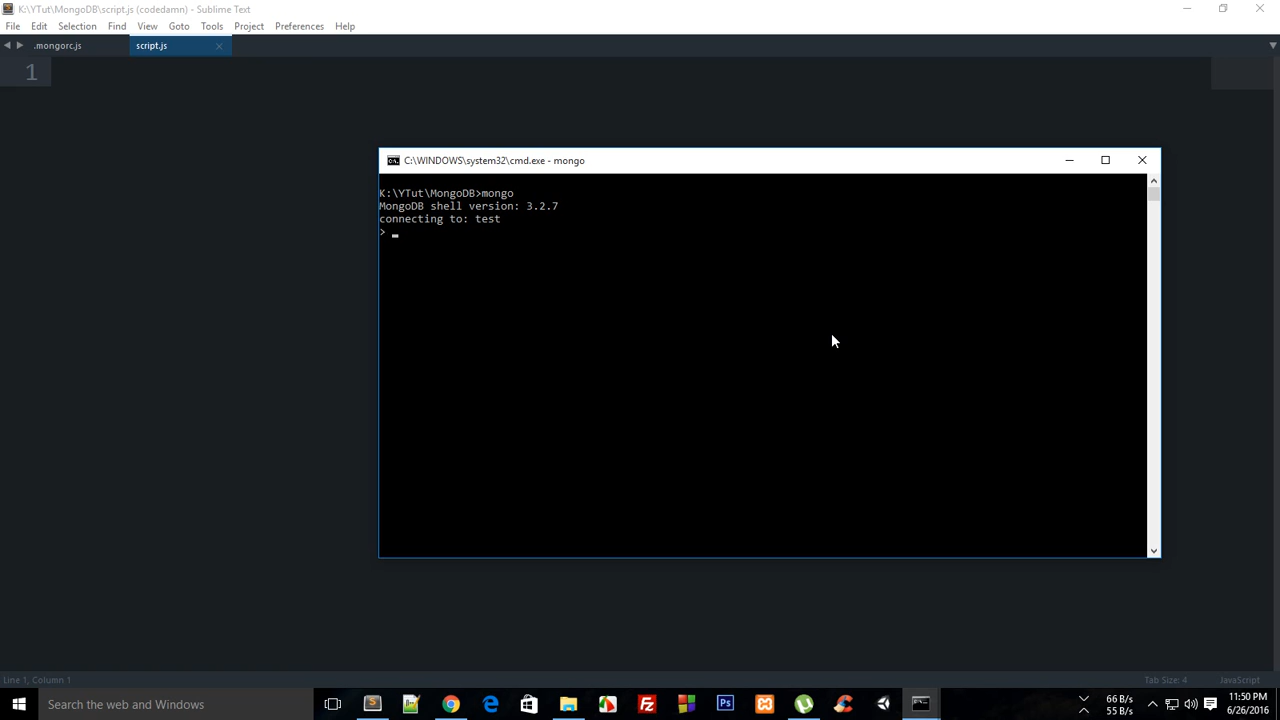 K:\YTut\MongoDB\script.js (codedamn) - Sublime Text
File Edit Selection Find View Goto Tools Project Preferences Help
.mongorc.js script.js
1
C:\WINDOWS\system32\cmd.exe - mongo
K:\YTut\MongoDB>mongo
MongoDB shell version: 3.2.7
connecting to: test
>
Line 1, Column 1 Tab Size: 4 JavaScript
Search the web and Windows
66 B/s
55 B/s
11:50 PM
6/26/2016